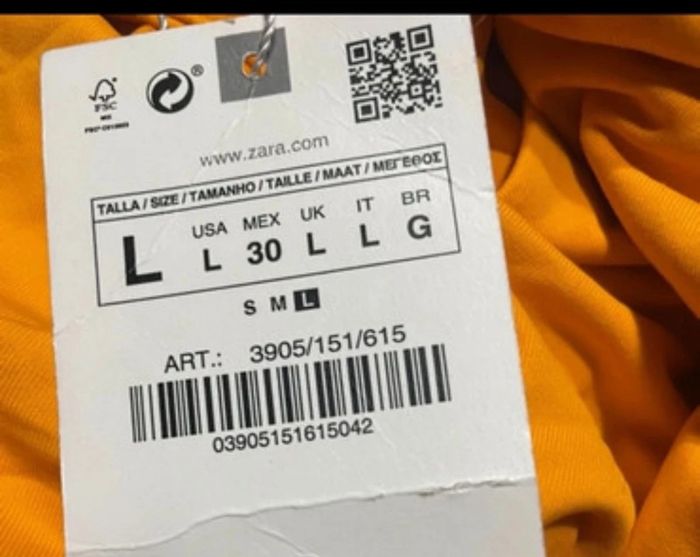 FSC
MIX
®
www.zara.com
TALLA / SIZE / TAMANHO / TAILLE / MAAT / ΜΕΓΕΘΟΣ
USA MEX UK IT BR
L L 30 L L G
S M L
ART.: 3905/151/615
03905151615042